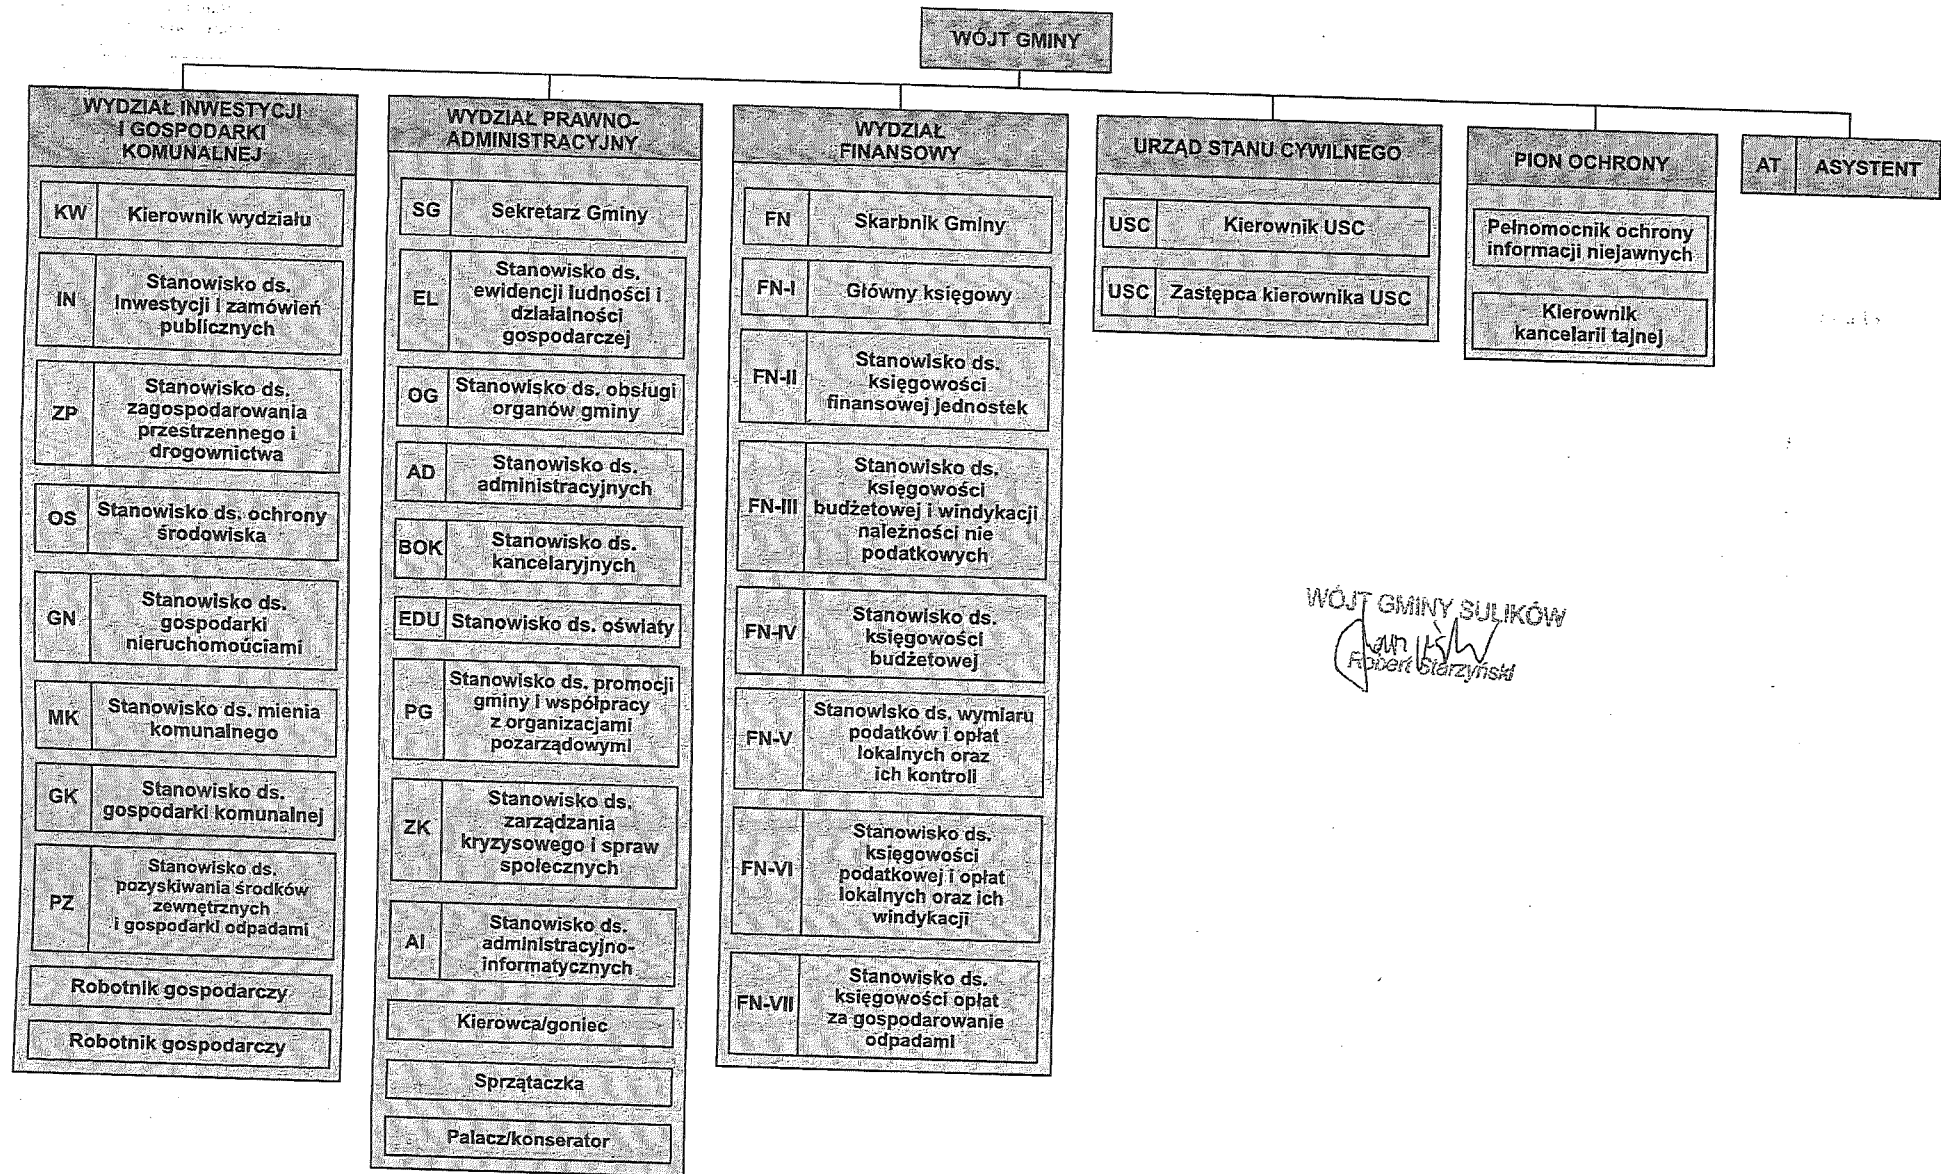 WÓJT GMINY
WYDZIAŁ INWESTYCJI
I GOSPODARKI
KOMUNALNEJ
KW
Kierownik wydziału
IN
Stanowisko ds.
Inwestycji i zamówień
publicznych
ZP
Stanowisko ds.
zagospodarowania
przestrzennego i
drogownictwa
OS
Stanowisko ds. ochrony
środowiska
GN
Stanowisko ds.
gospodarki
nieruchomoúciami
MK
Stanowisko ds. mienia
komunalnego
GK
Stanowisko ds.
gospodarki komunalnej
PZ
Stanowisko ds.
pozyskiwania środków
zewnętrznych
i gospodarki odpadami
Robotnik gospodarczy
Robotnik gospodarczy
WYDZIAŁ PRAWNO-
ADMINISTRACYJNY
SG
Sekretarz Gminy
EL
Stanowisko ds.
ewidencji ludności i
działalności
gospodarczej
OG
Stanowisko ds. obsługi
organów gminy
AD
Stanowisko ds.
administracyjnych
BOK
Stanowisko ds.
kancelaryjnych
EDU
Stanowisko ds. oświaty
PG
Stanowisko ds. promocji
gminy i współpracy
z organizacjami
pozarządowymi
ZK
Stanowisko ds.
zarządzania
kryzysowego i spraw
społecznych
AI
Stanowisko ds.
administracyjno-
informatycznych
Kierowca/goniec
Sprzątaczka
Palacz/konserator
WYDZIAŁ
FINANSOWY
FN
Skarbnik Gminy
FN-I
Główny księgowy
FN-II
Stanowisko ds.
księgowości
finansowej jednostek
FN-III
Stanowisko ds.
księgowości
budżetowej i windykacji
należności nie
podatkowych
FN-IV
Stanowisko ds.
księgowości
budżetowej
FN-V
Stanowisko ds. wymiaru
podatków i opłat
lokalnych oraz
ich kontroli
FN-VI
Stanowisko ds.
księgowości
podatkowej i opłat
lokalnych oraz ich
windykacji
FN-VII
Stanowisko ds.
księgowości opłat
za gospodarowanie
odpadami
URZĄD STANU CYWILNEGO
USC
Kierownik USC
USC
Zastępca kierownika USC
PION OCHRONY
Pełnomocnik ochrony
informacji niejawnych
Kierownik
kancelarii tajnej
AT
ASYSTENT
WÓJT GMINY SULIKÓW
Robert Starzyński